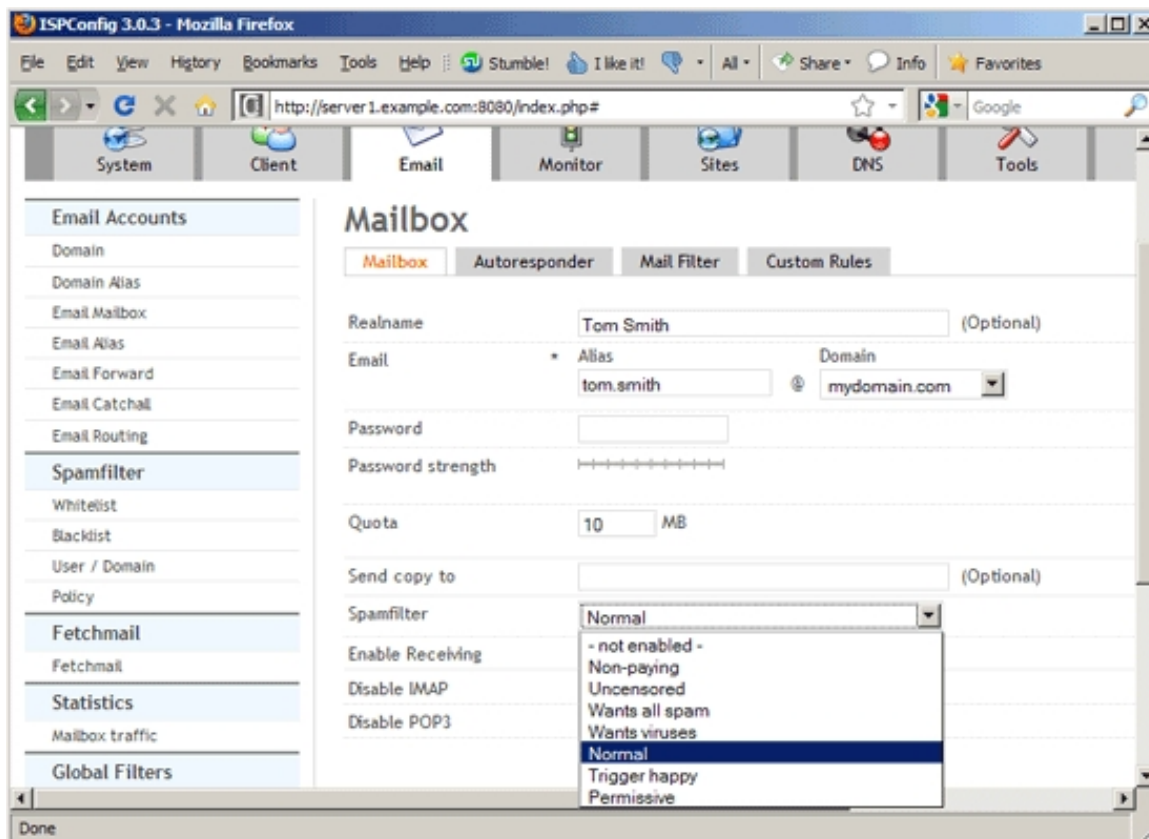 ISPConfig 3.0.3 - Mozilla Firefox
File Edit View History Bookmarks Tools Help Stumble! I like it! All Share Info Favorites
http://server1.example.com:8080/index.php# Google
System Client Email Monitor Sites DNS Tools
Email Accounts
Domain
Domain Alias
Email Mailbox
Email Alias
Email Forward
Email Catchall
Email Routing
Spamfilter
Whitelist
Blacklist
User / Domain
Policy
Fetchmail
Fetchmail
Statistics
Mailbox traffic
Global Filters
Mailbox
Mailbox Autoresponder Mail Filter Custom Rules
Realname Tom Smith (Optional)
Email * Alias Domain
tom.smith @ mydomain.com
Password
Password strength
Quota 10 MB
Send copy to (Optional)
Spamfilter Normal
- not enabled -
Non-paying
Uncensored
Wants all spam
Wants viruses
Normal
Trigger happy
Permissive
Enable Receiving
Disable IMAP
Disable POP3
Done